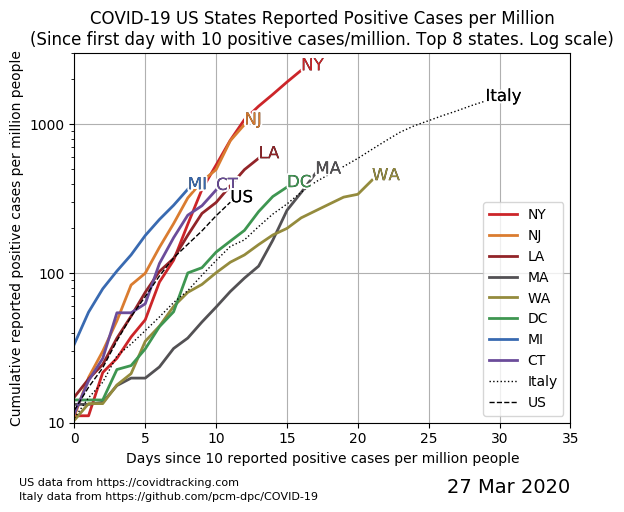 COVID-19 US States Reported Positive Cases per Million
(Since first day with 10 positive cases/million. Top 8 states. Log scale)
Cumulative reported positive cases per million people
1000
100
10
NY
NJ
Italy
LA
MA
WA
DC
MI
CT
US
NY
NJ
LA
MA
WA
DC
MI
CT
Italy
US
0
5
10
15
20
25
30
35
Days since 10 reported positive cases per million people
US data from https://covidtracking.com
Italy data from https://github.com/pcm-dpc/COVID-19
27 Mar 2020